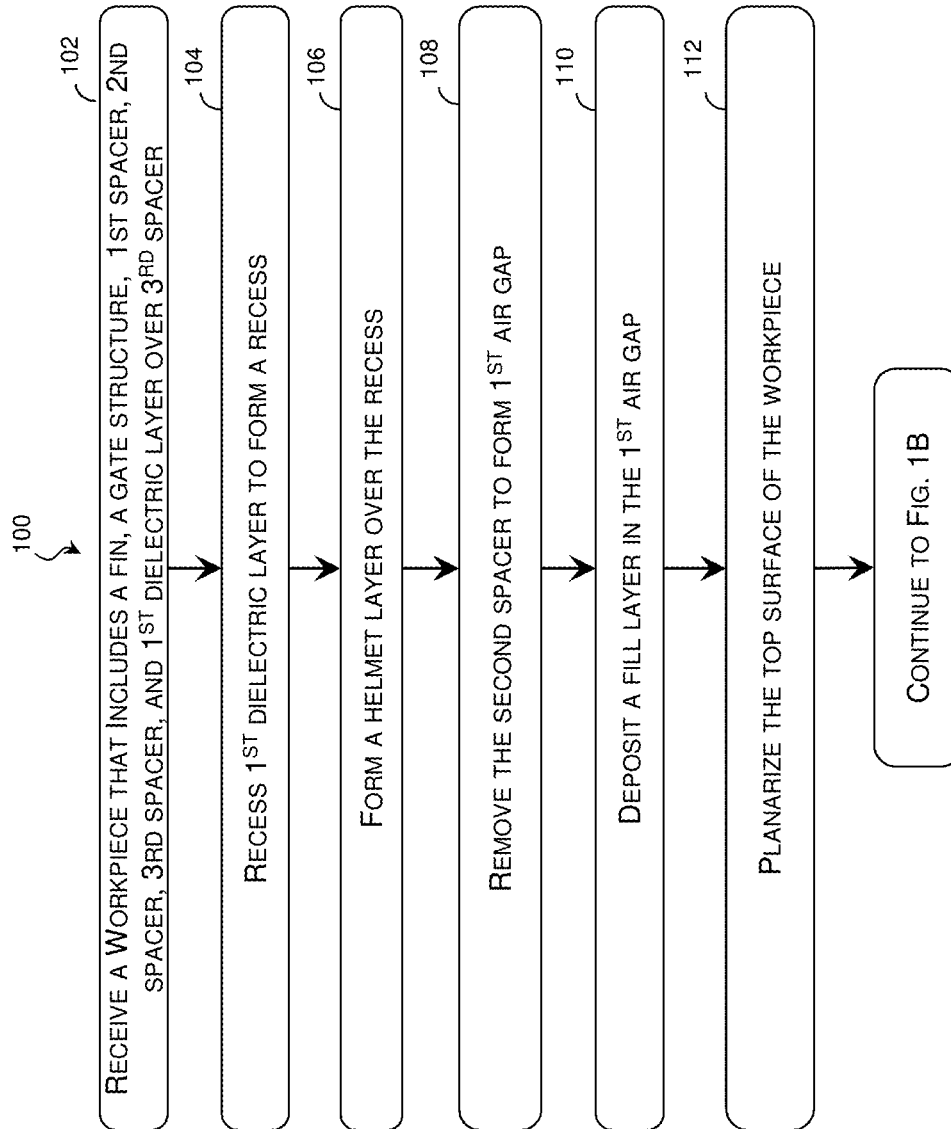 100
102
RECEIVE A WORKPIECE THAT INCLUDES A FIN, A GATE STRUCTURE, 1ST SPACER, 2ND
SPACER, 3RD SPACER, AND 1ST DIELECTRIC LAYER OVER 3RD SPACER
104
RECESS 1ST DIELECTRIC LAYER TO FORM A RECESS
106
FORM A HELMET LAYER OVER THE RECESS
108
REMOVE THE SECOND SPACER TO FORM 1ST AIR GAP
110
DEPOSIT A FILL LAYER IN THE 1ST AIR GAP
112
PLANARIZE THE TOP SURFACE OF THE WORKPIECE
CONTINUE TO FIG. 1B